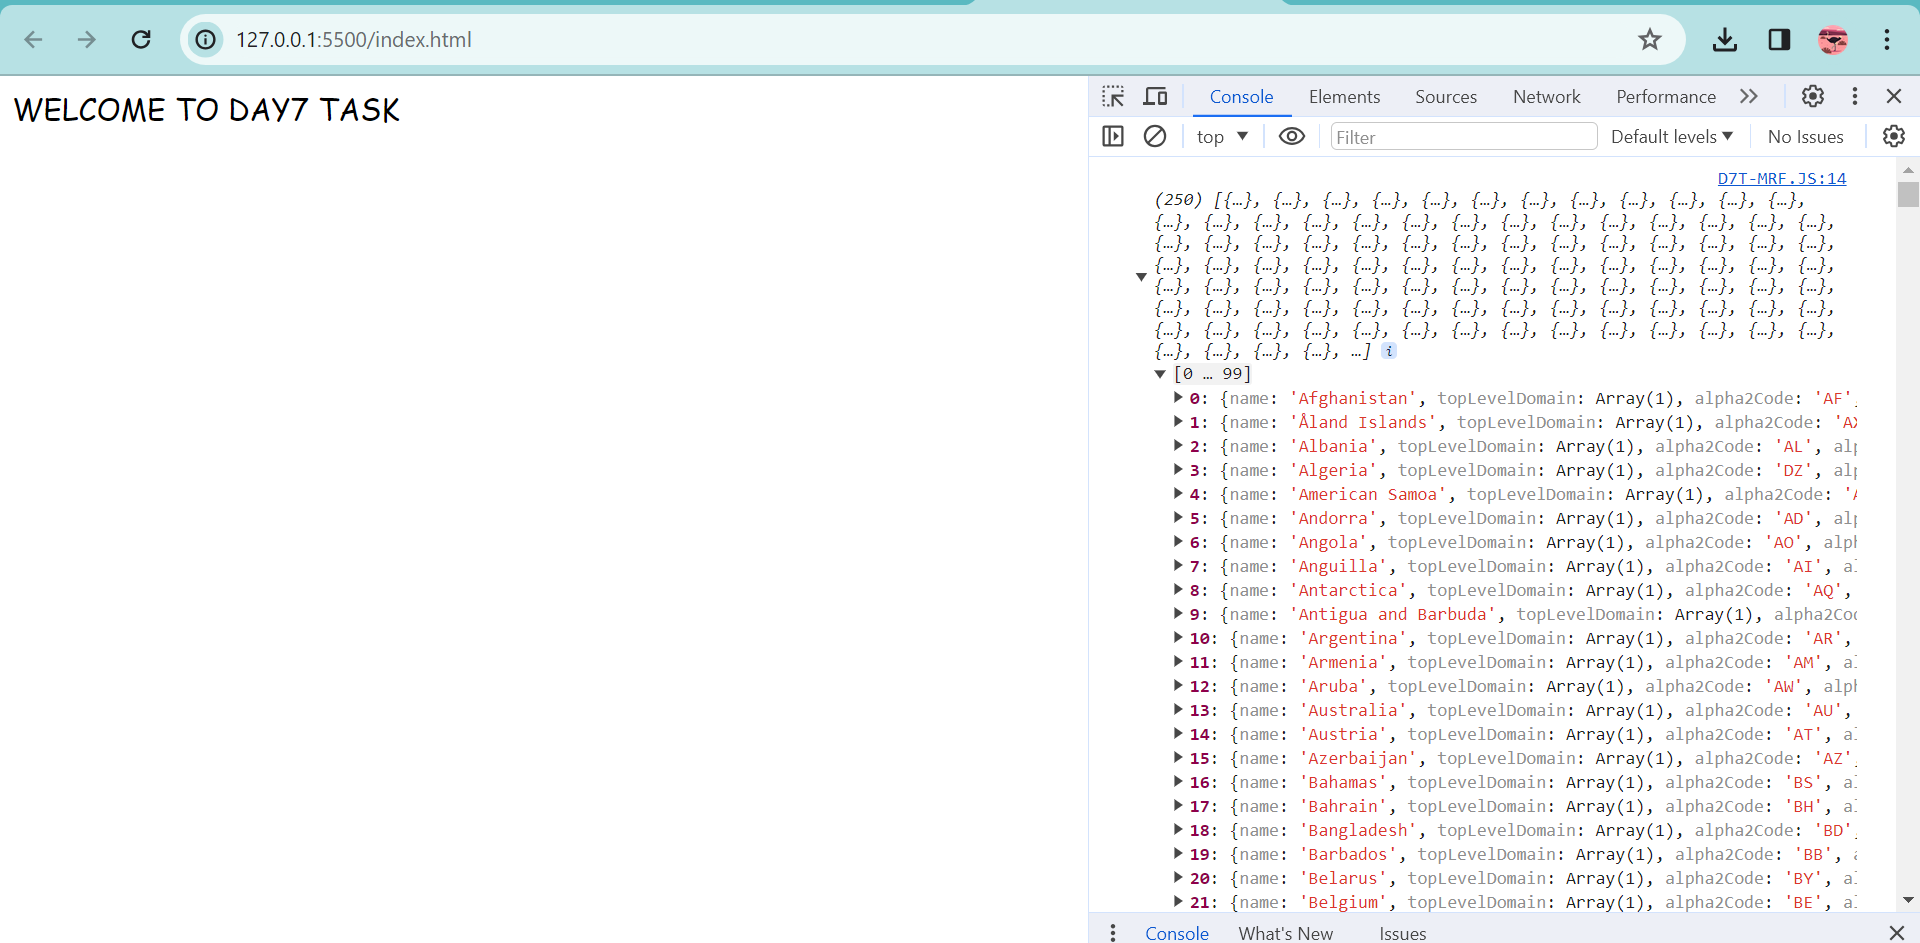 127.0.0.1:5500/index.html
WELCOME TO DAY7 TASK
Console Elements Sources Network Performance
top Filter Default levels No Issues
D7T-MRF.JS:14
(250) [{…}, {…}, {…}, {…}, {…}, {…}, {…}, {…}, {…}, {…}, {…}, {…},
{…}, {…}, {…}, {…}, {…}, {…}, {…}, {…}, {…}, {…}, {…}, {…}, {…}, {…},
{…}, {…}, {…}, {…}, {…}, {…}, {…}, {…}, {…}, {…}, {…}, {…}, {…}, {…},
{…}, {…}, {…}, {…}, {…}, {…}, {…}, {…}, {…}, {…}, {…}, {…}, {…}, {…},
{…}, {…}, {…}, {…}, {…}, {…}, {…}, {…}, {…}, {…}, {…}, {…}, {…}, {…},
{…}, {…}, {…}, {…}, {…}, {…}, {…}, {…}, {…}, {…}, {…}, {…}, {…}, {…},
{…}, {…}, {…}, {…}, {…}, {…}, {…}, {…}, {…}, {…}, {…}, {…}, {…}, {…},
{…}, {…}, {…}, {…}, …] i
[0 … 99]
0: {name: 'Afghanistan', topLevelDomain: Array(1), alpha2Code: 'AF',
1: {name: 'Åland Islands', topLevelDomain: Array(1), alpha2Code: 'AX
2: {name: 'Albania', topLevelDomain: Array(1), alpha2Code: 'AL', alp
3: {name: 'Algeria', topLevelDomain: Array(1), alpha2Code: 'DZ', alp
4: {name: 'American Samoa', topLevelDomain: Array(1), alpha2Code: 'A
5: {name: 'Andorra', topLevelDomain: Array(1), alpha2Code: 'AD', alp
6: {name: 'Angola', topLevelDomain: Array(1), alpha2Code: 'AO', alph
7: {name: 'Anguilla', topLevelDomain: Array(1), alpha2Code: 'AI', al
8: {name: 'Antarctica', topLevelDomain: Array(1), alpha2Code: 'AQ',
9: {name: 'Antigua and Barbuda', topLevelDomain: Array(1), alpha2Cod
10: {name: 'Argentina', topLevelDomain: Array(1), alpha2Code: 'AR',
11: {name: 'Armenia', topLevelDomain: Array(1), alpha2Code: 'AM', al
12: {name: 'Aruba', topLevelDomain: Array(1), alpha2Code: 'AW', alph
13: {name: 'Australia', topLevelDomain: Array(1), alpha2Code: 'AU',
14: {name: 'Austria', topLevelDomain: Array(1), alpha2Code: 'AT', al
15: {name: 'Azerbaijan', topLevelDomain: Array(1), alpha2Code: 'AZ',
16: {name: 'Bahamas', topLevelDomain: Array(1), alpha2Code: 'BS', al
17: {name: 'Bahrain', topLevelDomain: Array(1), alpha2Code: 'BH', al
18: {name: 'Bangladesh', topLevelDomain: Array(1), alpha2Code: 'BD',
19: {name: 'Barbados', topLevelDomain: Array(1), alpha2Code: 'BB', a
20: {name: 'Belarus', topLevelDomain: Array(1), alpha2Code: 'BY', al
21: {name: 'Belgium', topLevelDomain: Array(1), alpha2Code: 'BE', al
Console What's New Issues